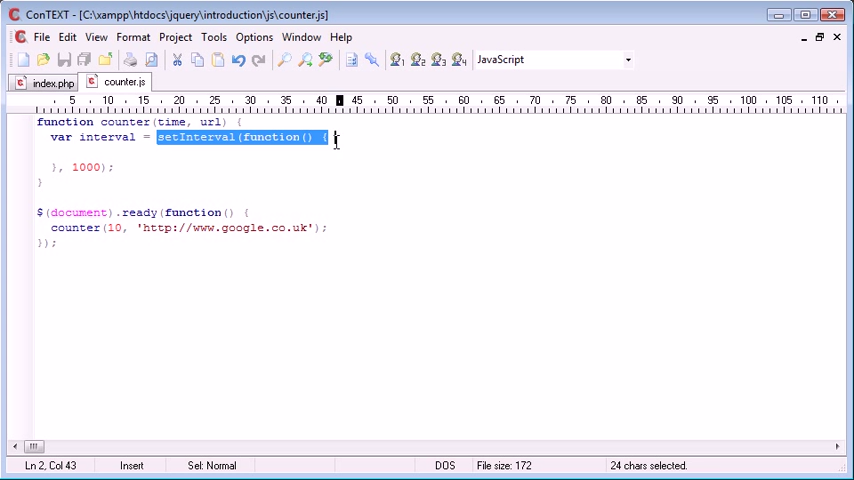 ConTEXT - [C:\xampp\htdocs\jquery\introduction\js\counter.js]
File Edit View Format Project Tools Options Window Help
1 2 3 4 JavaScript
index.php counter.js
5 10 15 20 25 30 35 40 45 50 55 60 65 70 75 80 85 90 95 100 105 110
function counter(time, url) {
var interval = setInterval(function() {
}, 1000);
}
$(document).ready(function() {
counter(10, 'http://www.google.co.uk');
});
Ln 2, Col 43 Insert Sel: Normal DOS File size: 172 24 chars selected.